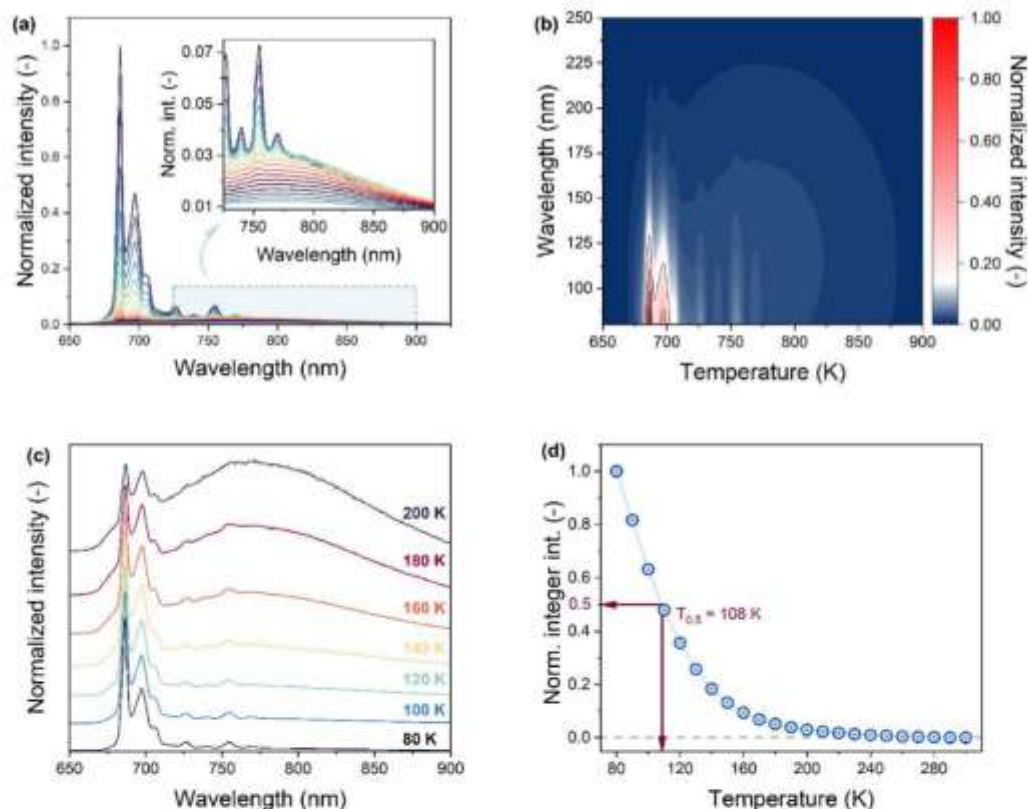 (a)
Normalized intensity (-)
1.0
0.8
0.6
0.4
0.2
0.0
650 700 750 800 850 900
Wavelength (nm)
Norm. int. (-)
0.07
0.05
0.03
0.01
750 800 850 900
Wavelength (nm)
(b)
Wavelength (nm)
250
225
200
175
150
125
100
650 700 750 800 850 900
Temperature (K)
1.00
0.80
0.60
0.40
0.20
0.00
Normalized intensity (-)
(c)
Normalized intensity (-)
200 K
180 K
160 K
140 K
120 K
100 K
80 K
650 700 750 800 850 900
Wavelength (nm)
(d)
Norm. integer int. (-)
1.0
0.8
0.6
0.5
0.4
0.2
0.0
T0.5 = 108 K
80 120 160 200 240 280
Temperature (K)